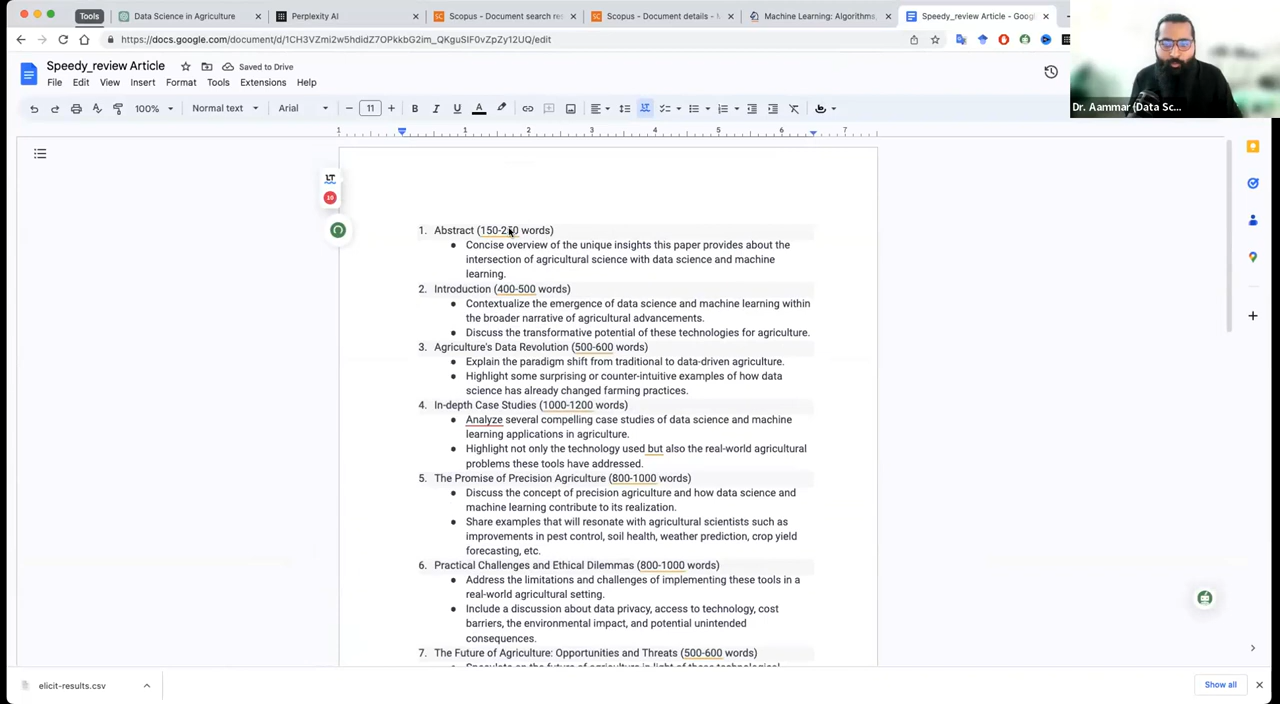 Tools
Data Science in Agriculture
Perplexity AI
Scopus - Document search re
Scopus - Document details -
Machine Learning: Algorithms,
Speedy_review Article - Goog
https://docs.google.com/document/d/1CH3VZmi2w5hdidZ7OPkkbG2im_QKguSlF0vZpZy12UQ/edit
Speedy_review Article
Saved to Drive
File Edit View Insert Format Tools Extensions Help
100% Normal text Arial 11
Dr. Aammar (Data Sc...
1 1 2 3 4 5 6 7
LT
10
1. Abstract (150-2 0 words)
● Concise overview of the unique insights this paper provides about the
intersection of agricultural science with data science and machine
learning.
2. Introduction (400-500 words)
● Contextualize the emergence of data science and machine learning within
the broader narrative of agricultural advancements.
● Discuss the transformative potential of these technologies for agriculture.
3. Agriculture's Data Revolution (500-600 words)
● Explain the paradigm shift from traditional to data-driven agriculture.
● Highlight some surprising or counter-intuitive examples of how data
science has already changed farming practices.
4. In-depth Case Studies (1000-1200 words)
● Analyze several compelling case studies of data science and machine
learning applications in agriculture.
● Highlight not only the technology used but also the real-world agricultural
problems these tools have addressed.
5. The Promise of Precision Agriculture (800-1000 words)
● Discuss the concept of precision agriculture and how data science and
machine learning contribute to its realization.
● Share examples that will resonate with agricultural scientists such as
improvements in pest control, soil health, weather prediction, crop yield
forecasting, etc.
6. Practical Challenges and Ethical Dilemmas (800-1000 words)
● Address the limitations and challenges of implementing these tools in a
real-world agricultural setting.
● Include a discussion about data privacy, access to technology, cost
barriers, the environmental impact, and potential unintended
consequences.
7. The Future of Agriculture: Opportunities and Threats (500-600 words)
elicit-results.csv
Show all